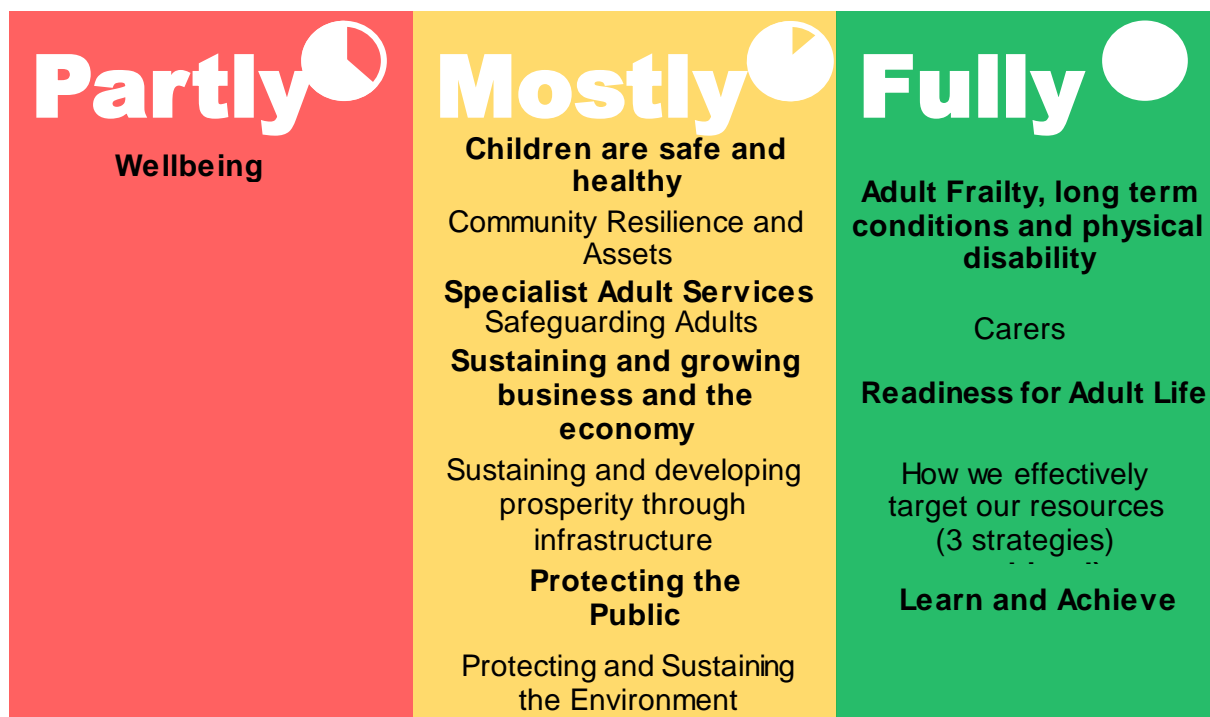 Partly
Wellbeing
Mostly
Children are safe and
healthy
Community Resilience and
Assets
Specialist Adult Services
Safeguarding Adults
Sustaining and growing
business and the
economy
Sustaining and developing
prosperity through
infrastructure
Protecting the
Public
Protecting and Sustaining
the Environment
Fully
Adult Frailty, long term
conditions and physical
disability
Carers
Readiness for Adult Life
How we effectively
target our resources
(3 strategies)
Learn and Achieve